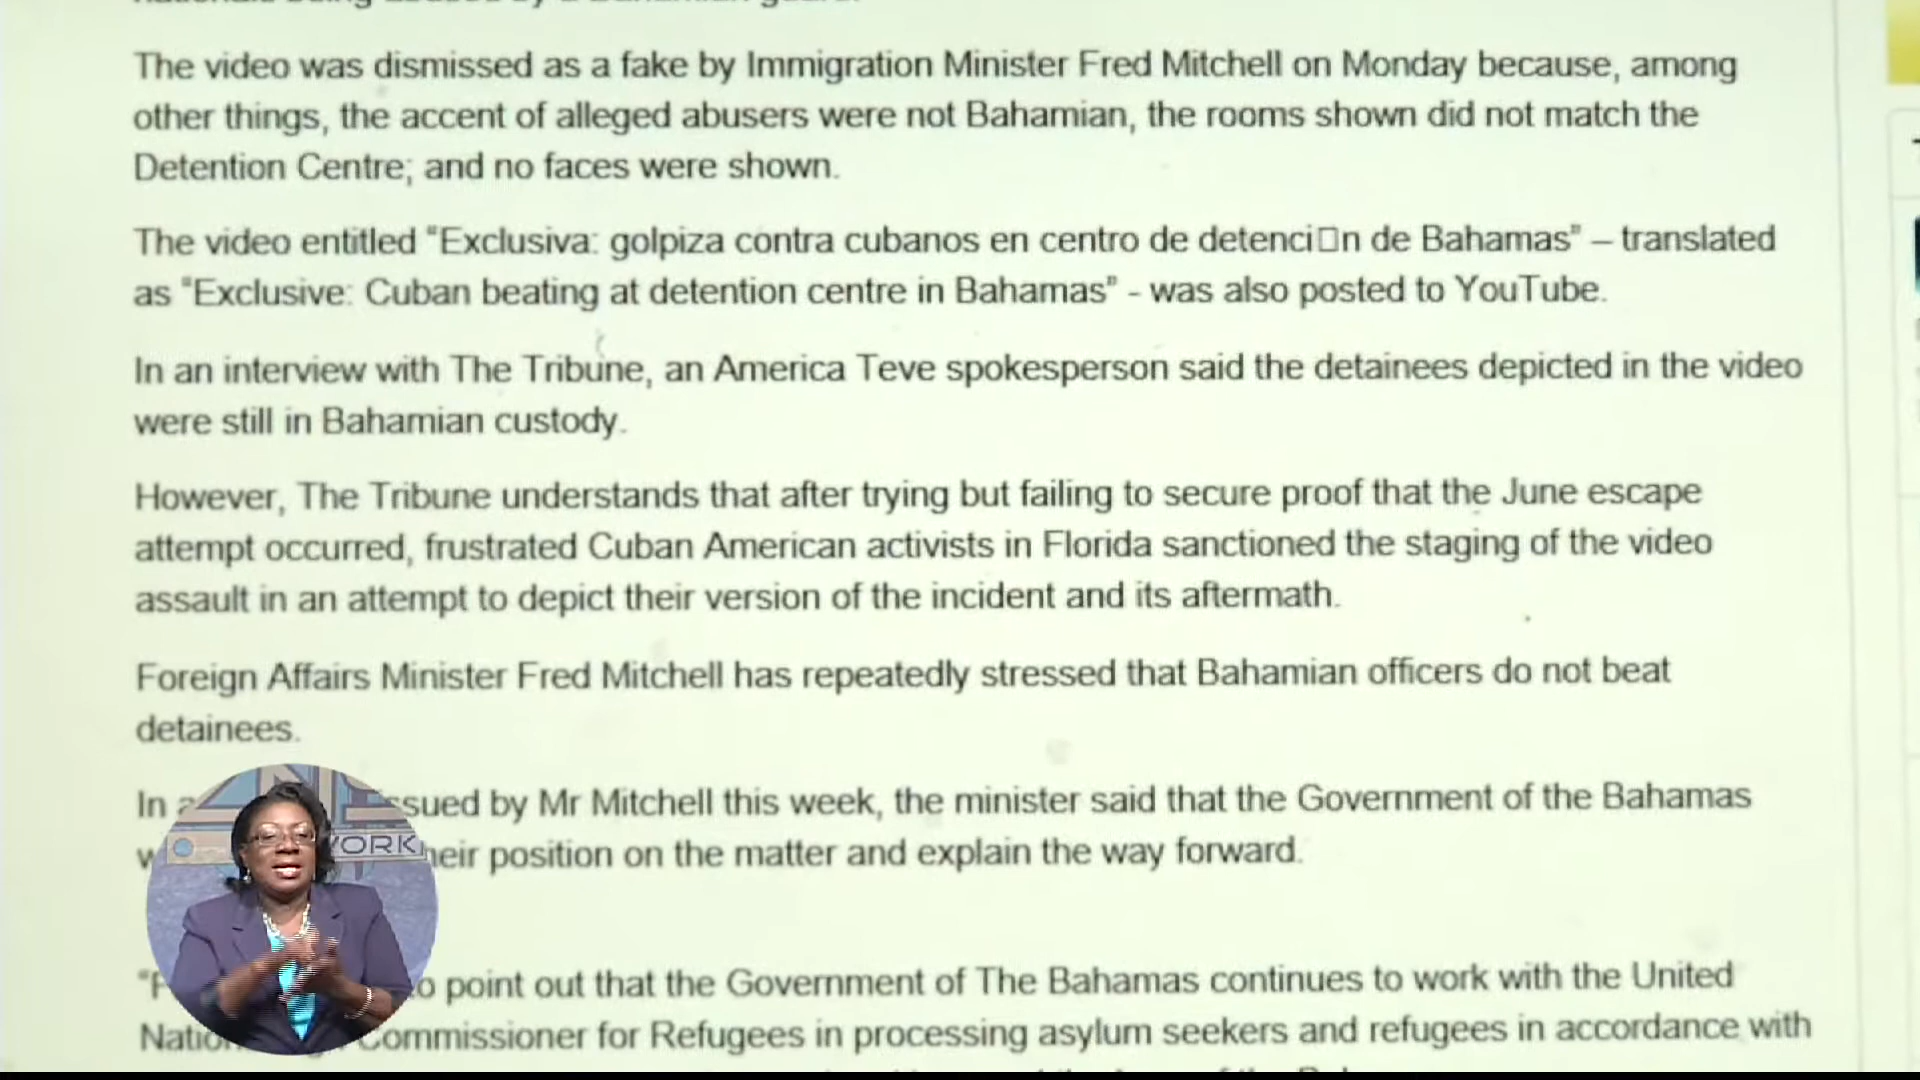 The video was dismissed as a fake by Immigration Minister Fred Mitchell on Monday because, among
other things, the accent of alleged abusers were not Bahamian, the rooms shown did not match the
Detention Centre; and no faces were shown.
The video entitled “Exclusiva: golpiza contra cubanos en centro de detenci□n de Bahamas” – translated
as “Exclusive: Cuban beating at detention centre in Bahamas” - was also posted to YouTube.
In an interview with The Tribune, an America Teve spokesperson said the detainees depicted in the video
were still in Bahamian custody.
However, The Tribune understands that after trying but failing to secure proof that the June escape
attempt occurred, frustrated Cuban American activists in Florida sanctioned the staging of the video
assault in an attempt to depict their version of the incident and its aftermath.
Foreign Affairs Minister Fred Mitchell has repeatedly stressed that Bahamian officers do not beat
detainees.
In a ssued by Mr Mitchell this week, the minister said that the Government of the Bahamas
heir position on the matter and explain the way forward.
ORK
o point out that the Government of The Bahamas continues to work with the United
Commissioner for Refugees in processing asylum seekers and refugees in accordance with